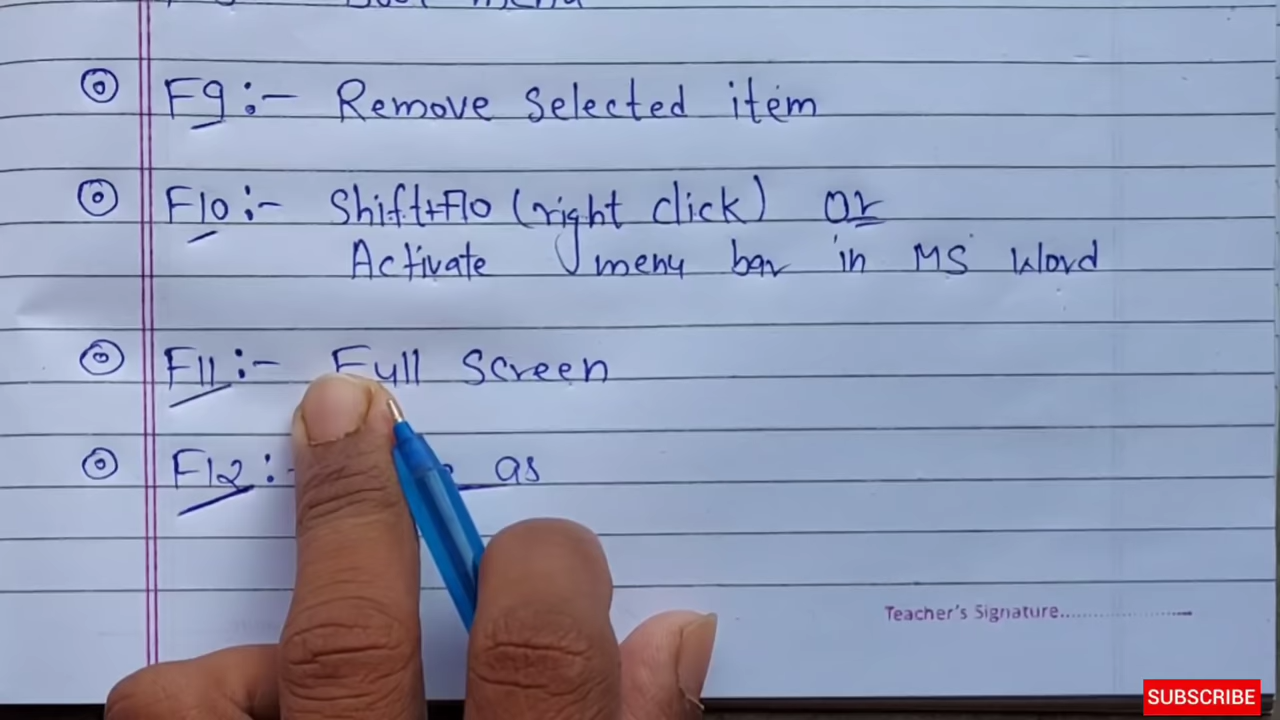 F9:- Remove selected item
F10:- Shift+F10 (right click) or
Activate menu bar in MS Word
F11:- Full Screen
F12:- as
Teacher's Signature
SUBSCRIBE